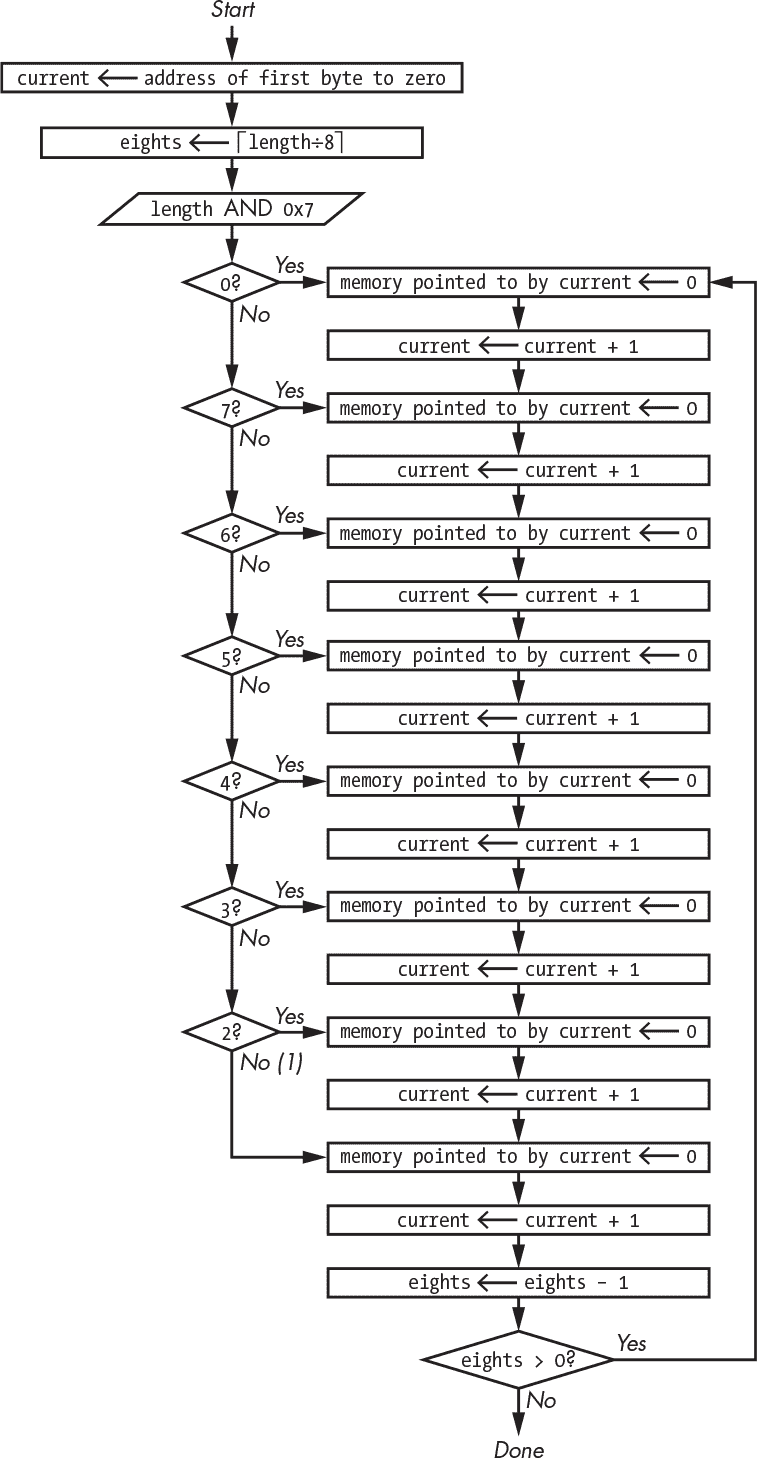 Start
current ← address of first byte to zero
eights ← ⌈length÷8⌉
length AND 0x7
0?
Yes
memory pointed to by current ← 0
No
current ← current + 1
7?
Yes
memory pointed to by current ← 0
No
current ← current + 1
6?
Yes
memory pointed to by current ← 0
No
current ← current + 1
5?
Yes
memory pointed to by current ← 0
No
current ← current + 1
4?
Yes
memory pointed to by current ← 0
No
current ← current + 1
3?
Yes
memory pointed to by current ← 0
No
current ← current + 1
2?
Yes
memory pointed to by current ← 0
No (1)
current ← current + 1
memory pointed to by current ← 0
current ← current + 1
eights ← eights – 1
eights > 0?
Yes
No
Done